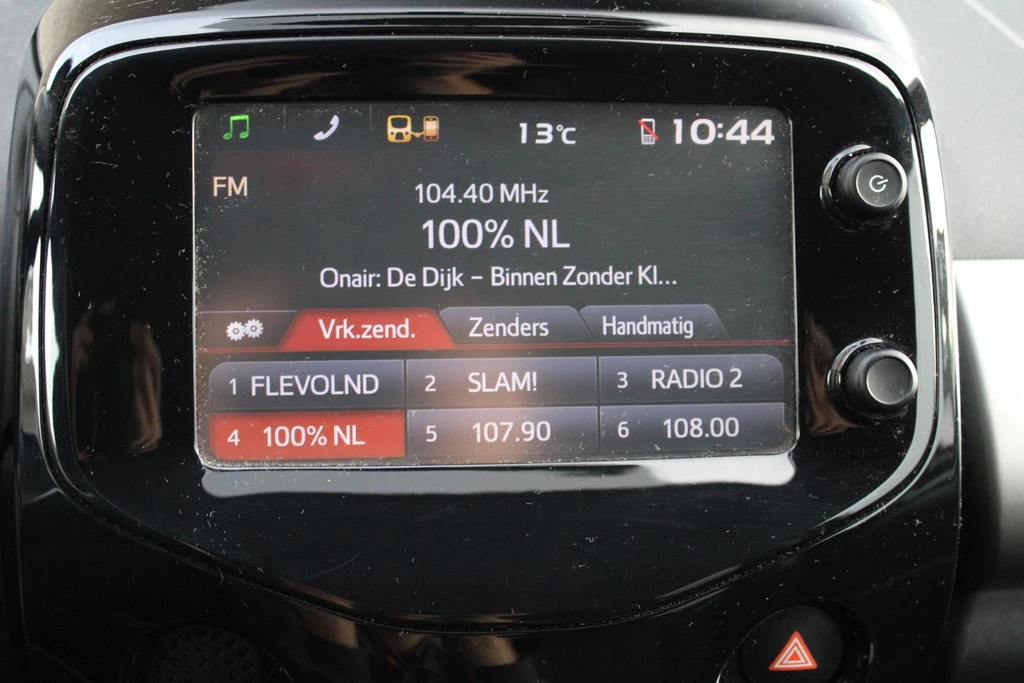 13°C 10:44
FM
104.40 MHz
100% NL
Onair: De Dijk – Binnen Zonder Kl...
Vrk.zend. Zenders Handmatig
1 FLEVOLND 2 SLAM! 3 RADIO 2
4 100% NL 5 107.90 6 108.00